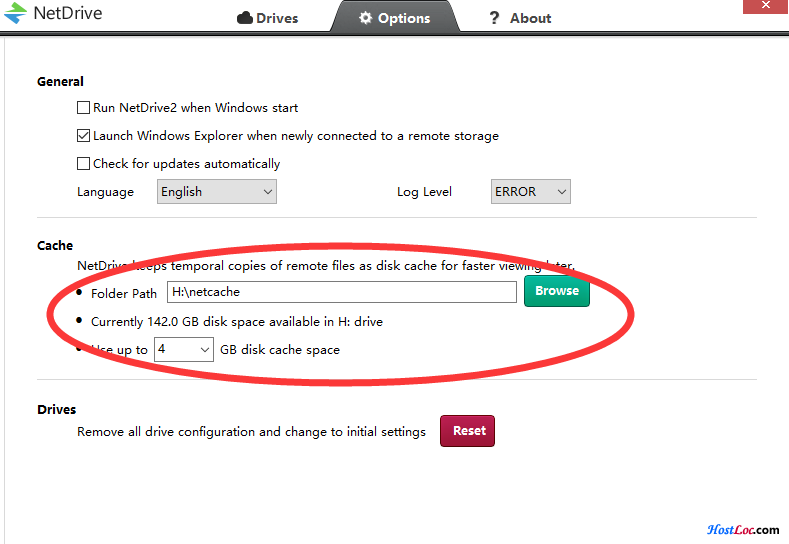 NetDrive
Drives
Options
? About
General
Run NetDrive2 when Windows start
Launch Windows Explorer when newly connected to a remote storage
Check for updates automatically
Language English Log Level ERROR
Cache
NetDrive keeps temporal copies of remote files as disk cache for faster viewing later.
• Folder Path H:\netcache Browse
• Currently 142.0 GB disk space available in H: drive
• Use up to 4 GB disk cache space
Drives
Remove all drive configuration and change to initial settings Reset
HostLoc.com